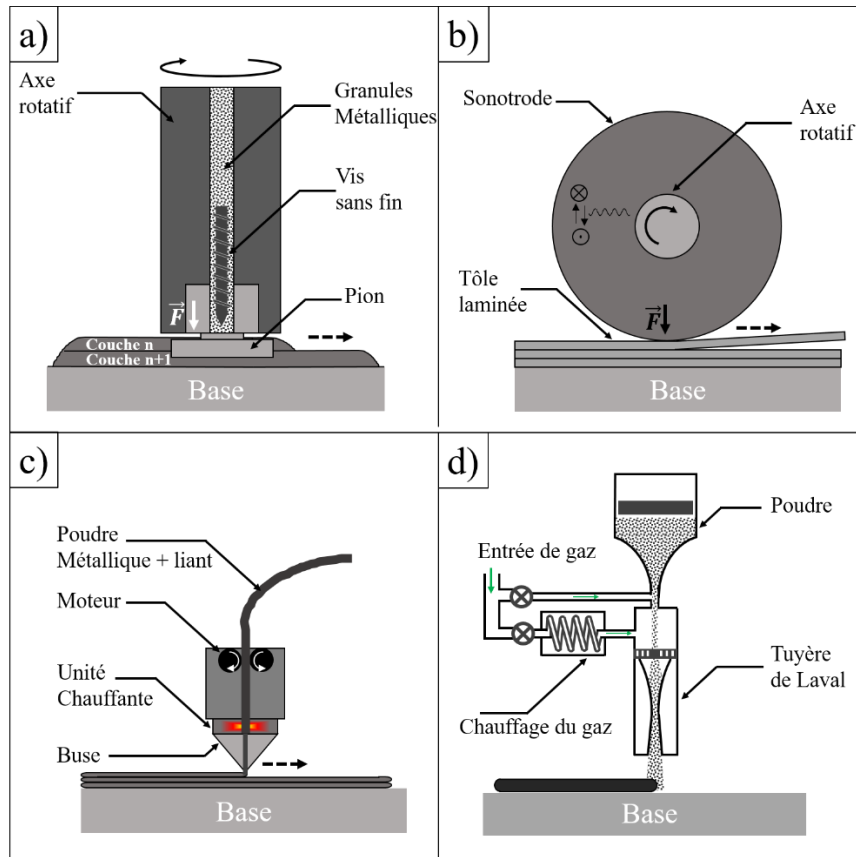 a)
Axe
rotatif
Granules
Métalliques
Vis
sans fin
Pion
F
Couche n
Couche n+1
Base
b)
Sonotrode
Axe
rotatif
Tôle
laminée
F
Base
c)
Poudre
Métallique + liant
Moteur
Unité
Chauffante
Buse
Base
d)
Poudre
Entrée de gaz
Tuyère
de Laval
Chauffage du gaz
Base